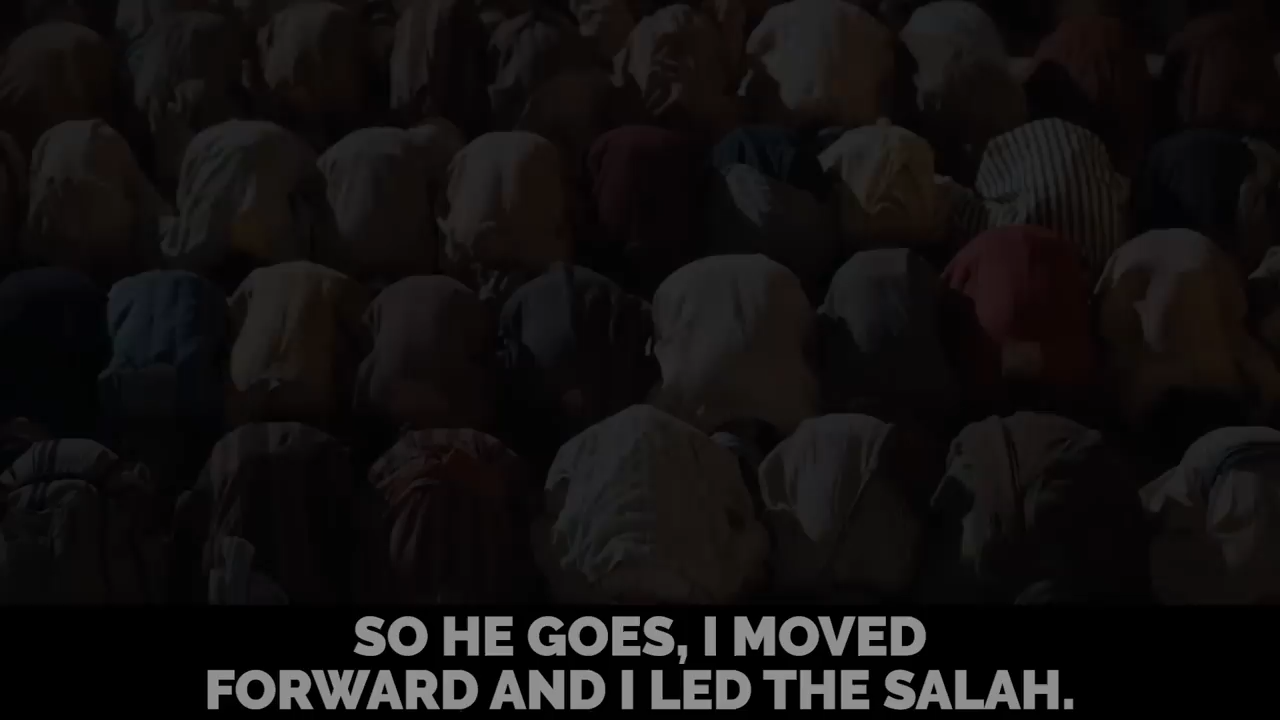 SO HE GOES, I MOVED
FORWARD AND I LED THE SALAH.